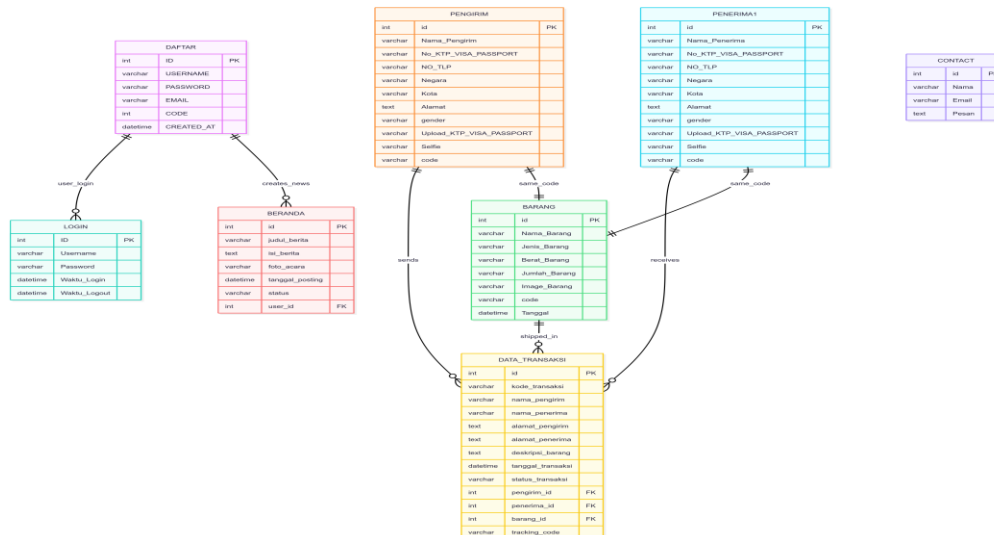 DAFTAR
int ID PK
varchar USERNAME
varchar PASSWORD
varchar EMAIL
int CODE
datetime CREATED_AT
PENGIRIM
int id PK
varchar Nama_Pengirim
varchar No_KTP_VISA_PASSPORT
varchar NO_TLP
varchar Negara
varchar Kota
text Alamat
varchar gender
varchar Upload_KTP_VISA_PASSPORT
varchar Selfie
varchar code
PENERIMA1
int id PK
varchar Nama_Penerima
varchar No_KTP_VISA_PASSPORT
varchar NO_TLP
varchar Negara
varchar Kota
text Alamat
varchar gender
varchar Upload_KTP_VISA_PASSPORT
varchar Selfie
varchar code
CONTACT
int id
varchar Nama
varchar Email
text Pesan
user_login
creates_news
same_code
same_code
LOGIN
int ID PK
varchar Username
varchar Password
datetime Waktu_Login
datetime Waktu_Logout
BERANDA
int id PK
varchar judul_berita
text isi_berita
varchar foto_acara
datetime tanggal_posting
varchar status
int user_id FK
BARANG
int id PK
varchar Nama_Barang
varchar Jenis_Barang
varchar Berat_Barang
varchar Jumlah_Barang
varchar Image_Barang
varchar code
datetime Tanggal
sends
receives
shipped_in
DATA_TRANSAKSI
int id PK
varchar kode_transaksi
varchar nama_pengirim
varchar nama_penerima
text alamat_pengirim
text alamat_penerima
text deskripsi_barang
datetime tanggal_transaksi
varchar status_transaksi
int pengirim_id FK
int penerima_id FK
int barang_id FK
varchar tracking_code